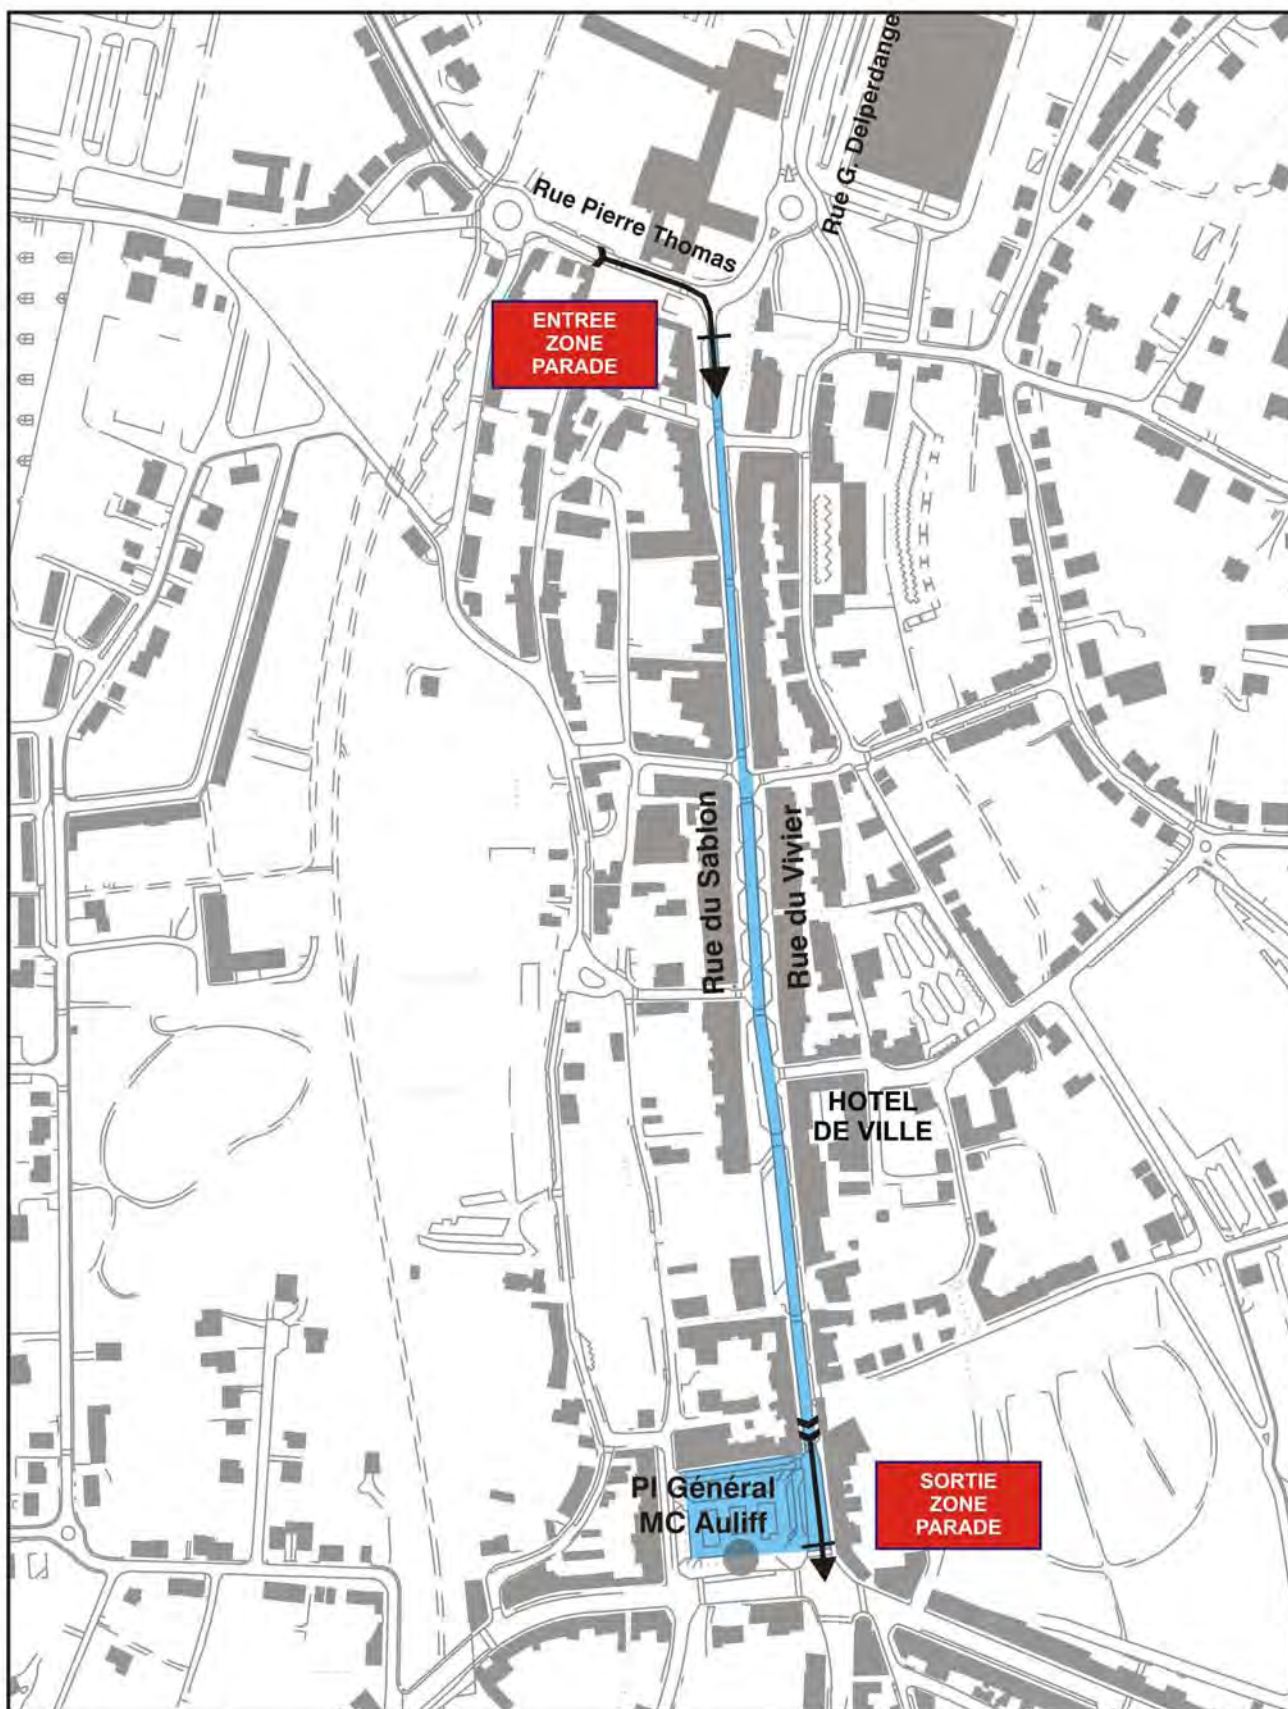 Rue G. Delperdange
Rue Pierre Thomas
ENTREE
ZONE
PARADE
Rue du Sablon
Rue du Vivier
HOTEL
DE VILLE
Pl Général
MC Auliff
SORTIE
ZONE
PARADE